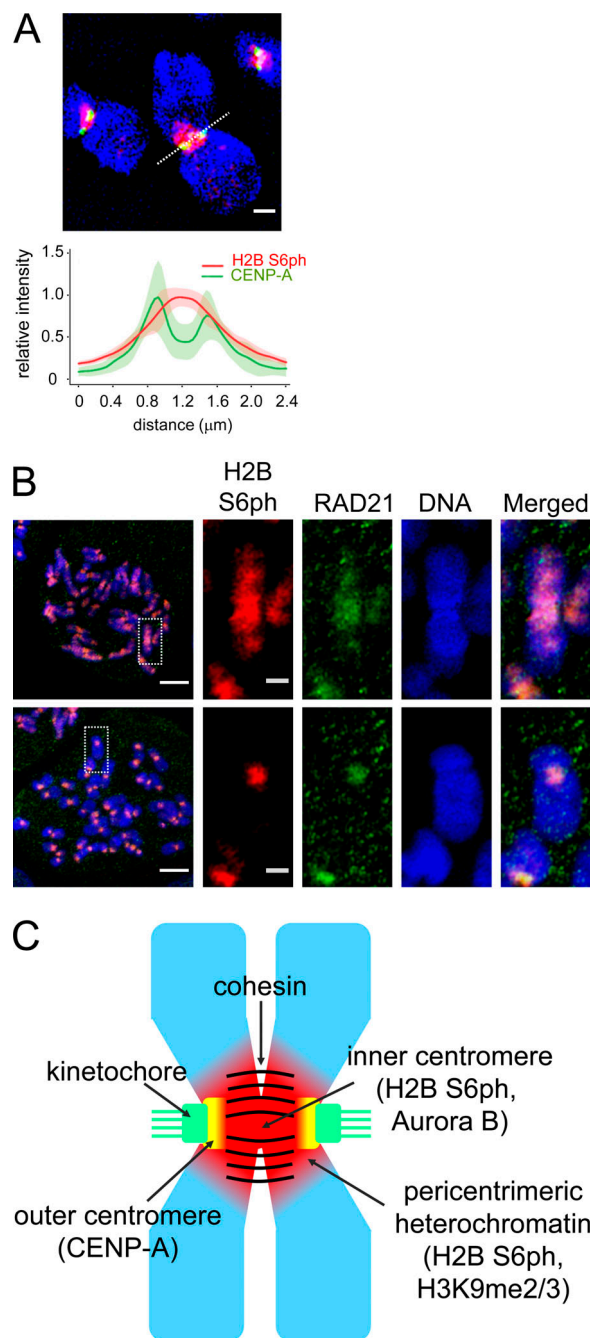 A
H2B S6ph
CENP-A
relative intensity
1.5
1.0
0.5
0
0 0.4 0.8 1.2 1.6 2.0 2.4
distance (μm)
B
H2B
S6ph RAD21 DNA Merged
C
cohesin
kinetochore
inner centromere
(H2B S6ph,
Aurora B)
outer centromere
(CENP-A)
pericentrimeric
heterochromatin
(H2B S6ph,
H3K9me2/3)